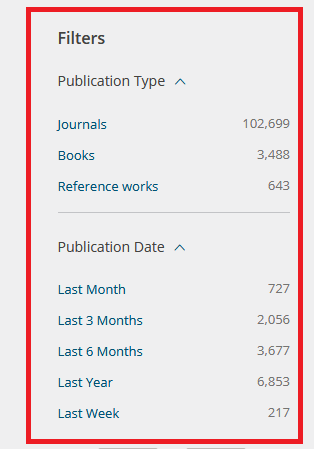 Filters
Publication Type
Journals 102,699
Books 3,488
Reference works 643
Publication Date
Last Month 727
Last 3 Months 2,056
Last 6 Months 3,677
Last Year 6,853
Last Week 217